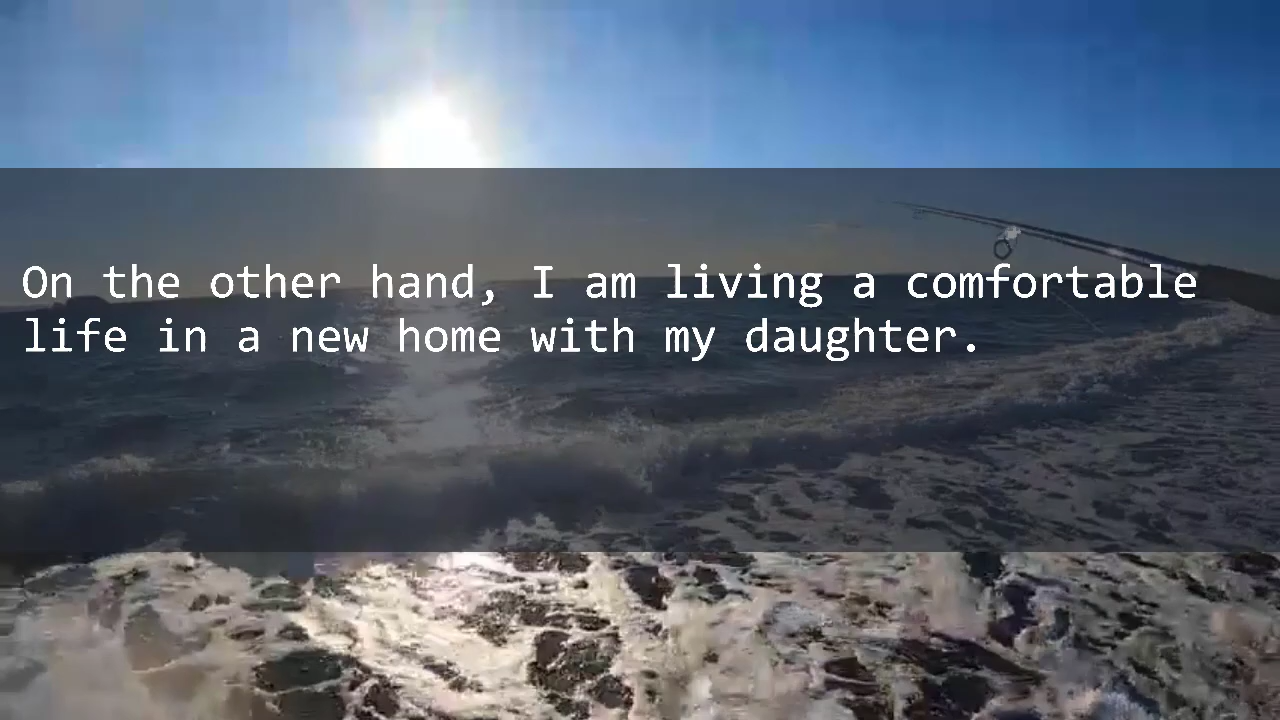 On the other hand, I am living a comfortable
life in a new home with my daughter.